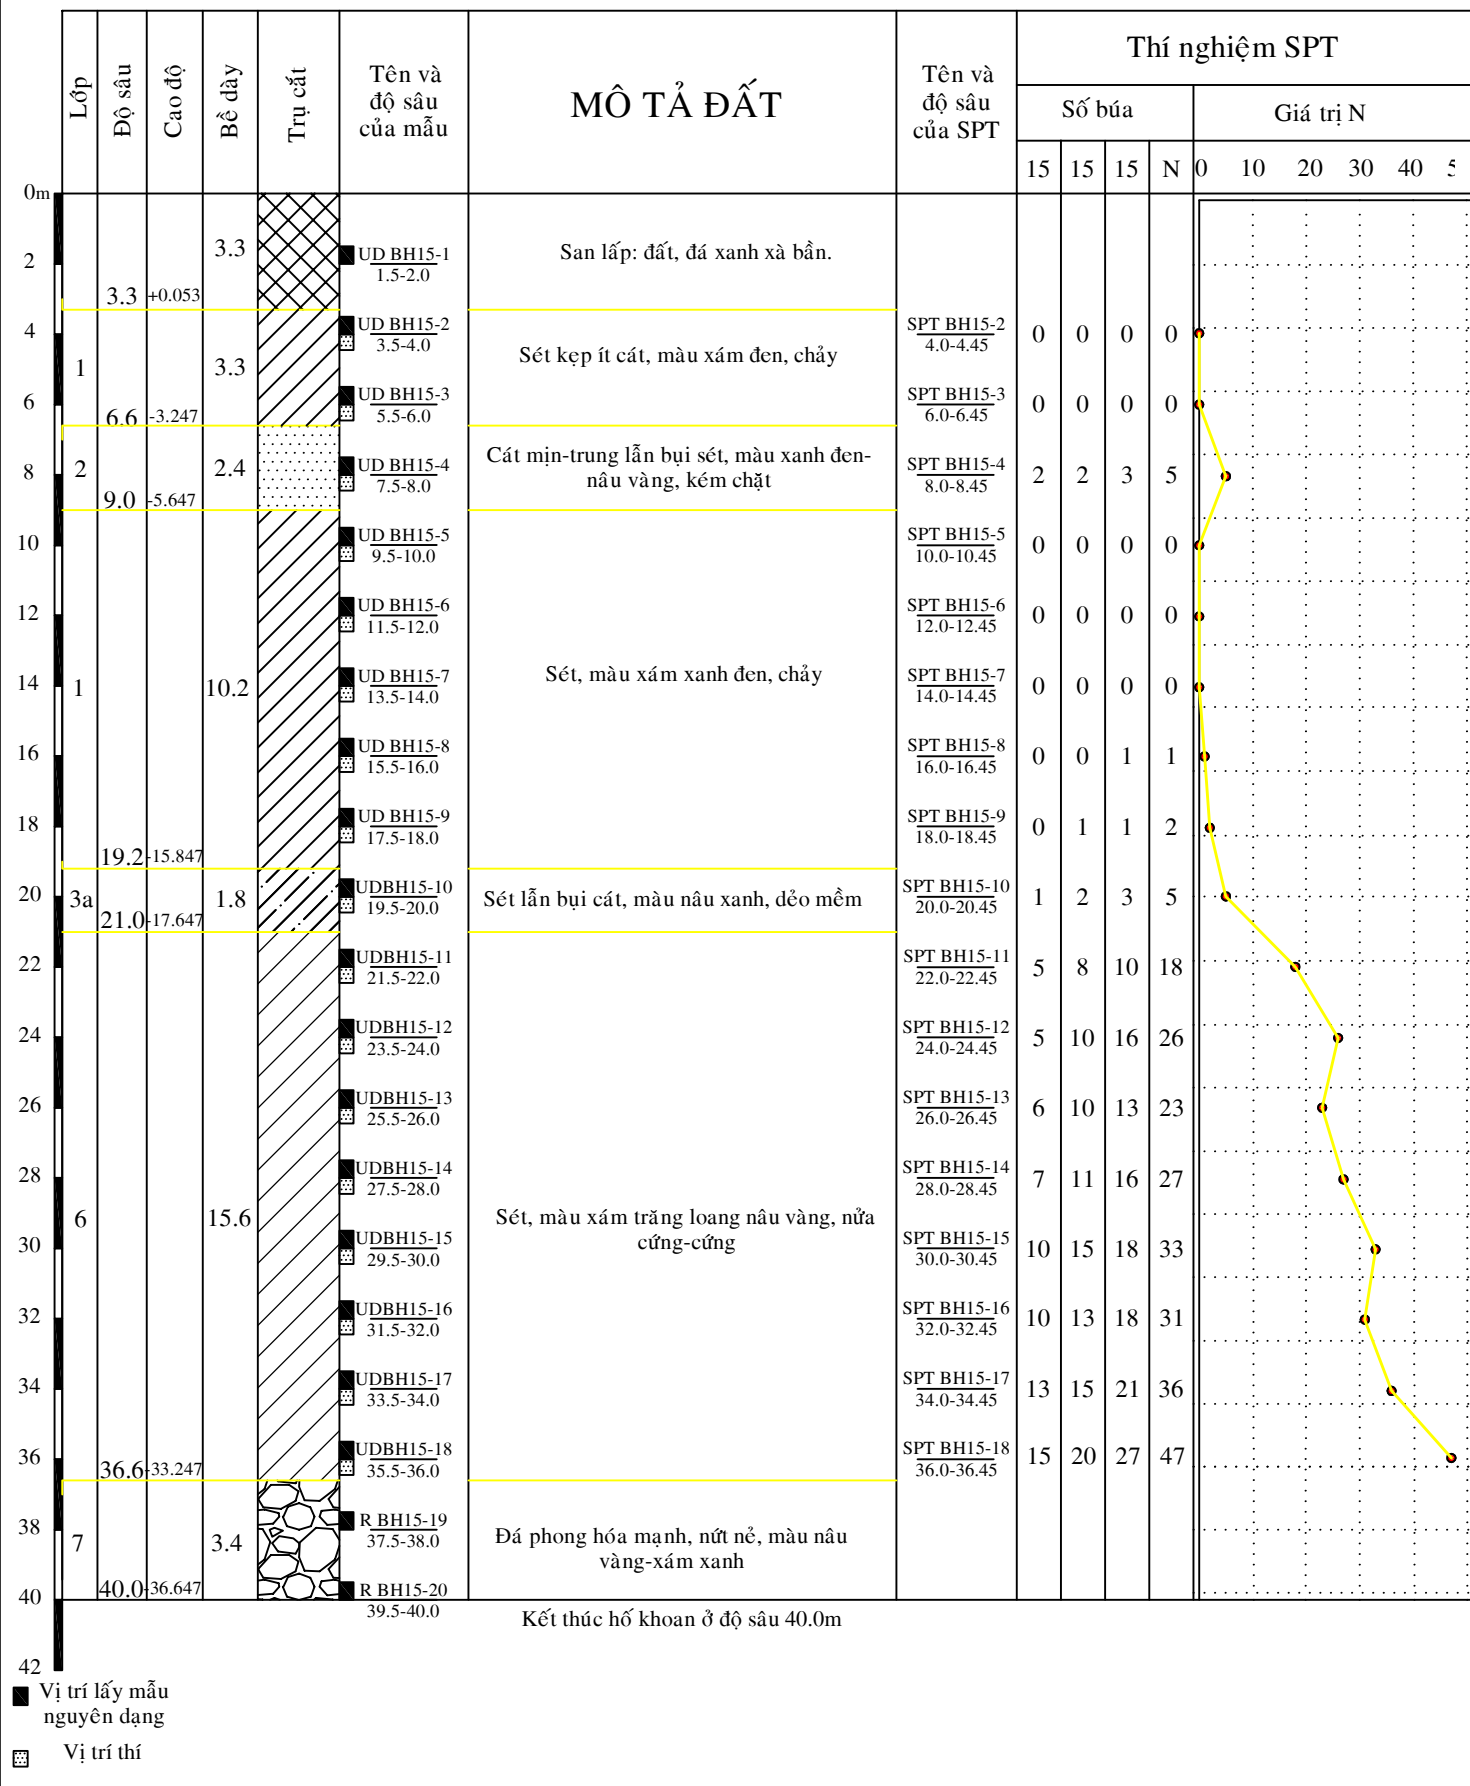 Lớp
Độ sâu
Cao độ
Bề dày
Trụ cắt
Tên và
độ sâu
của mẫu
MÔ TẢ ĐẤT
Tên và
độ sâu
của SPT
Thí nghiệm SPT
Số búa
Giá trị N
15 15 15 N 0 10 20 30 40
0m
3.3
UD BH15-1
1.5-2.0
San lấp: đất, đá xanh xà bần.
2
3.3 +0.053
UD BH15-2
3.5-4.0
SPT BH15-2
4.0-4.45
4
0 0 0 0
1
3.3
Sét kẹp ít cát, màu xám đen, chảy
UD BH15-3
5.5-6.0
SPT BH15-3
6.0-6.45
6
0 0 0 0
6.6 -3.247
2
2.4
UD BH15-4
7.5-8.0
Cát mịn-trung lẫn bụi sét, màu xanh đen-
nâu vàng, kém chặt
SPT BH15-4
8.0-8.45
8
2 2 3 5
9.0 -5.647
UD BH15-5
9.5-10.0
SPT BH15-5
10.0-10.45
10
0 0 0 0
UD BH15-6
11.5-12.0
SPT BH15-6
12.0-12.45
12
0 0 0 0
14
1
10.2
UD BH15-7
13.5-14.0
Sét, màu xám xanh đen, chảy
SPT BH15-7
14.0-14.45
0 0 0 0
16
UD BH15-8
15.5-16.0
SPT BH15-8
16.0-16.45
0 0 1 1
18
UD BH15-9
17.5-18.0
SPT BH15-9
18.0-18.45
0 1 1 2
19.2 -15.847
20
3a
1.8
UDBH15-10
19.5-20.0
Sét lẫn bụi cát, màu nâu xanh, dẻo mềm
SPT BH15-10
20.0-20.45
1 2 3 5
21.0 -17.647
22
UDBH15-11
21.5-22.0
SPT BH15-11
22.0-22.45
5 8 10 18
24
UDBH15-12
23.5-24.0
SPT BH15-12
24.0-24.45
5 10 16 26
26
UDBH15-13
25.5-26.0
SPT BH15-13
26.0-26.45
6 10 13 23
28
UDBH15-14
27.5-28.0
SPT BH15-14
28.0-28.45
7 11 16 27
6
15.6
Sét, màu xám trăng loang nâu vàng, nửa
cứng-cứng
30
UDBH15-15
29.5-30.0
SPT BH15-15
30.0-30.45
10 15 18 33
32
UDBH15-16
31.5-32.0
SPT BH15-16
32.0-32.45
10 13 18 31
34
UDBH15-17
33.5-34.0
SPT BH15-17
34.0-34.45
13 15 21 36
36
UDBH15-18
35.5-36.0
SPT BH15-18
36.0-36.45
15 20 27 47
36.6 -33.247
38
7
3.4
R BH15-19
37.5-38.0
Đá phong hóa mạnh, nứt nẻ, màu nâu
vàng-xám xanh
40
40.0 -36.647
R BH15-20
39.5-40.0
Kết thúc hố khoan ở độ sâu 40.0m
42
Vị trí lấy mẫu
nguyên dạng
Vị trí thí